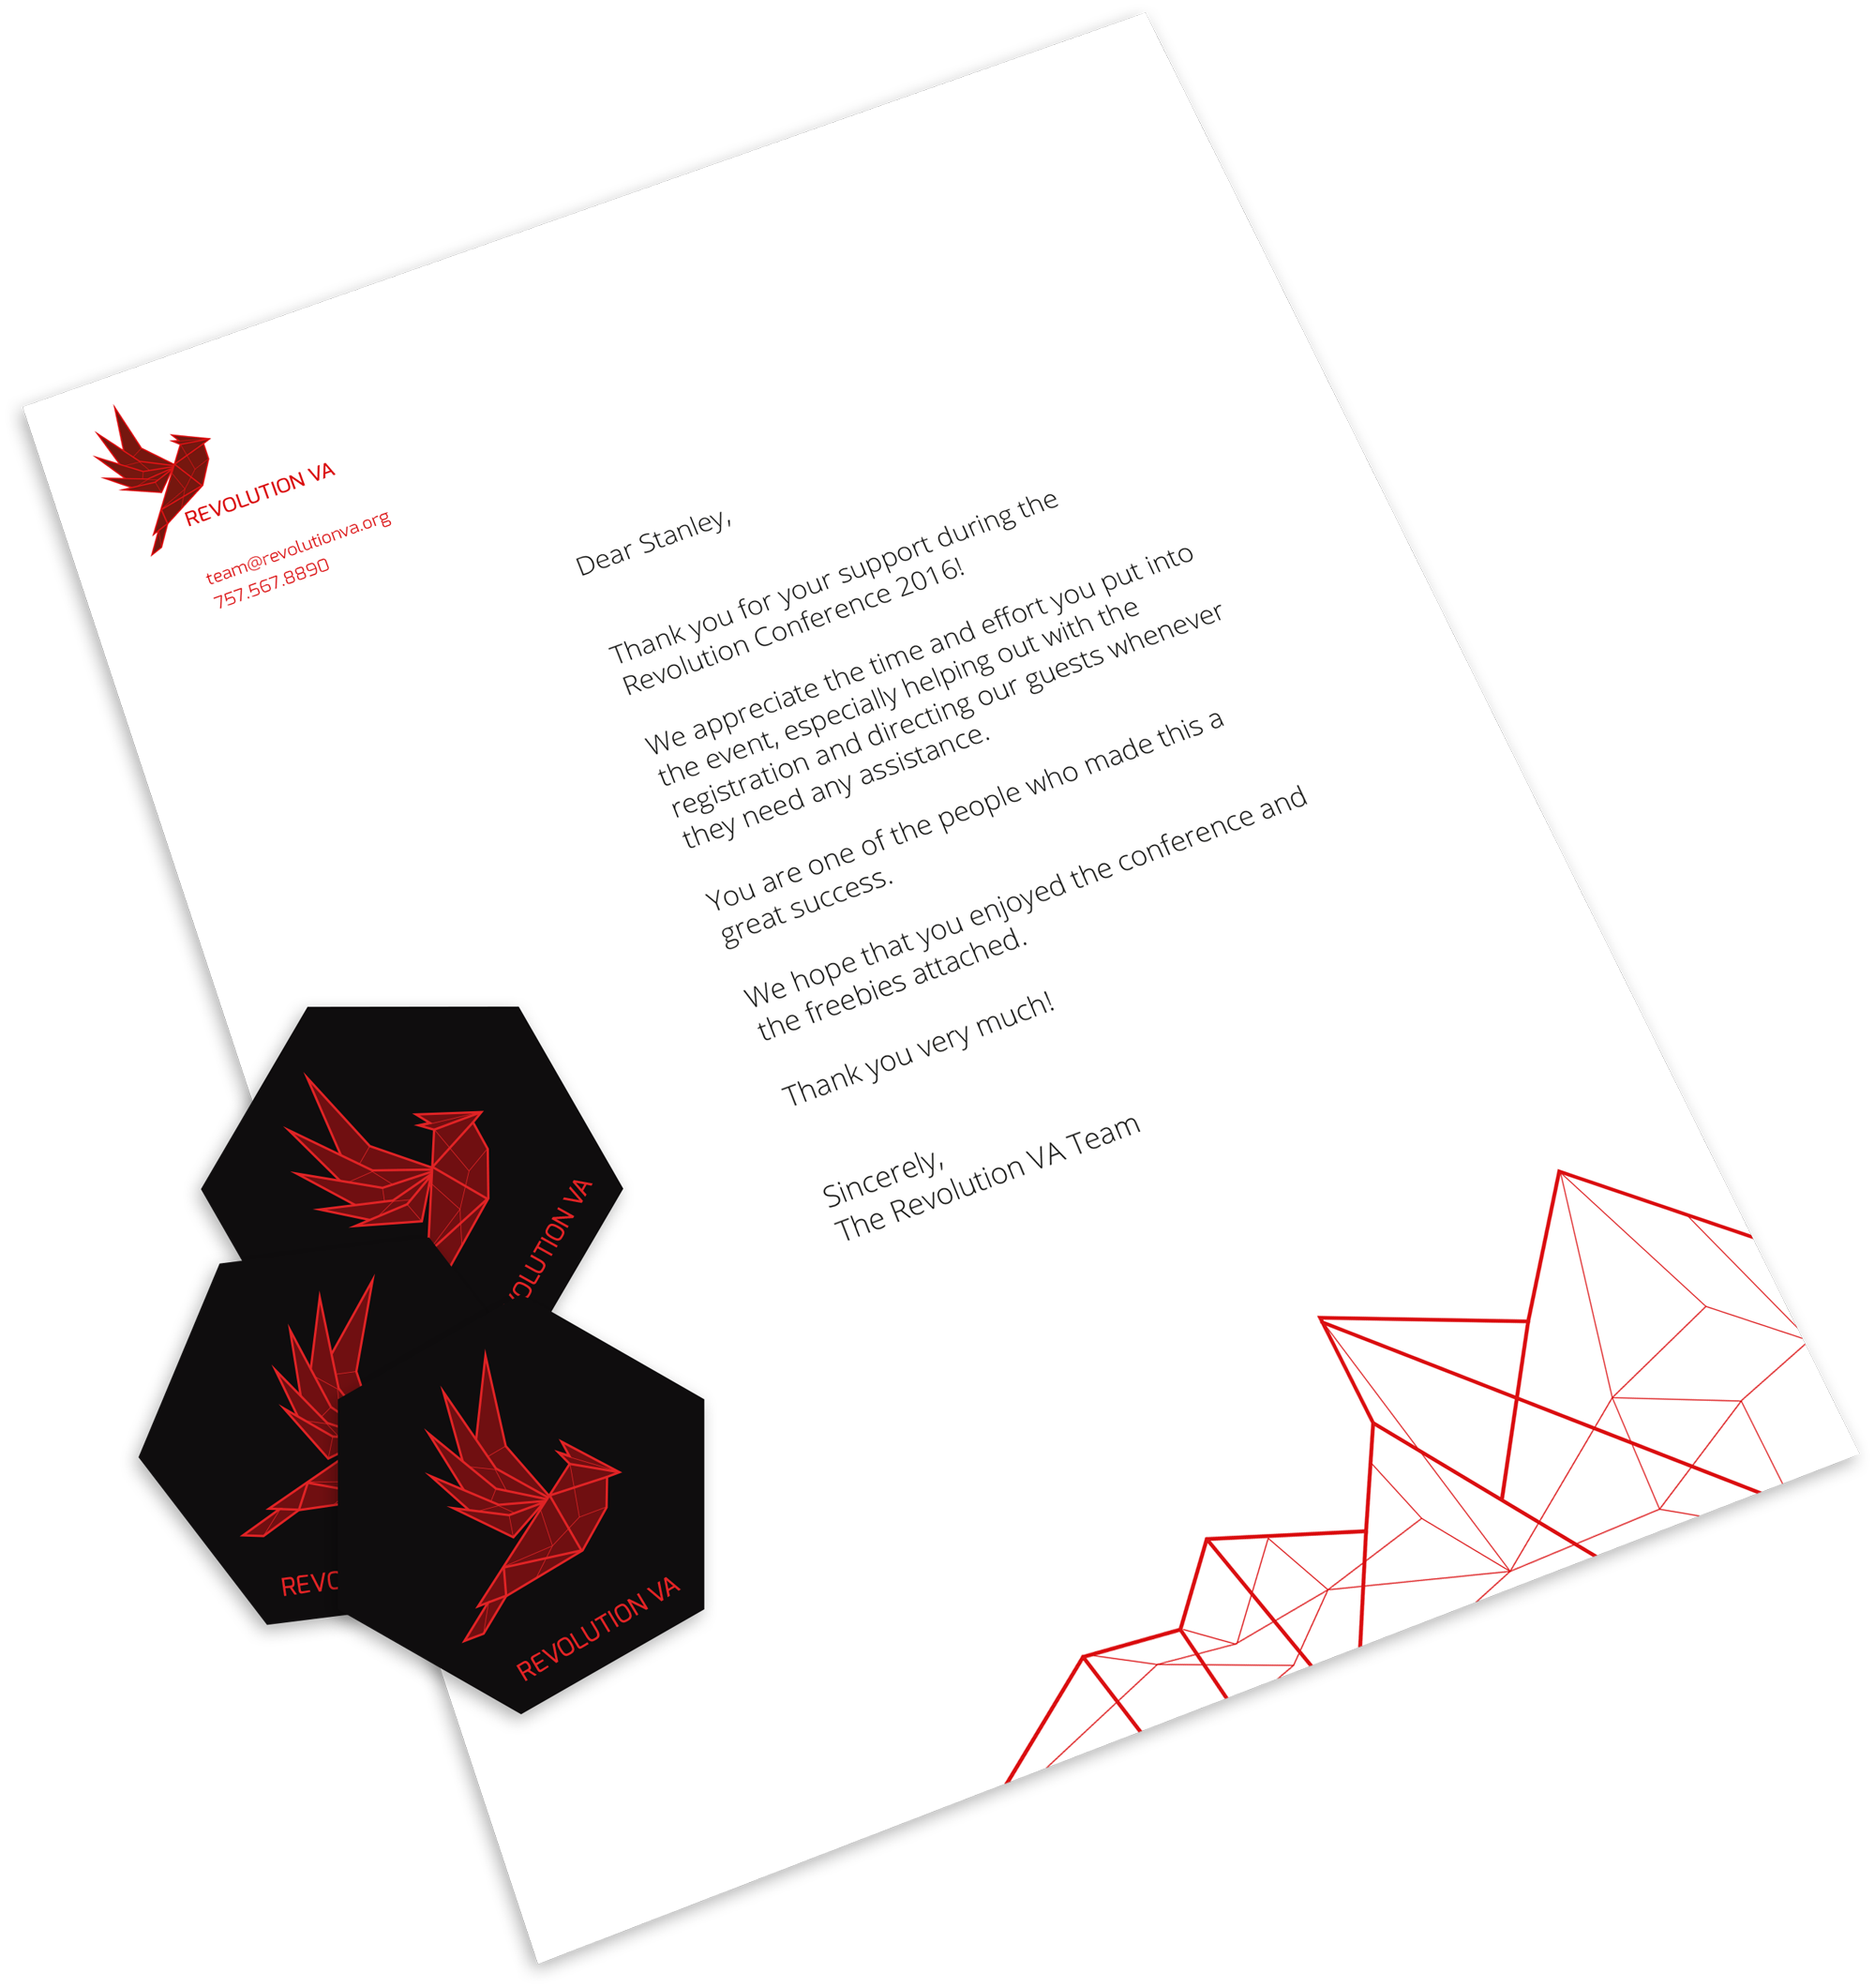 REVOLUTION VA
team@revolutionva.org
757.567.8890
Dear Stanley,
Thank you for your support during the
Revolution Conference 2016!
We appreciate the time and effort you put into
the event, especially helping out with the
registration and directing our guests whenever
they need any assistance.
You are one of the people who made this a
great success.
We hope that you enjoyed the conference and
the freebies attached.
Thank you very much!
Sincerely,
The Revolution VA Team
OLUTION VA
REVO
REVOLUTION VA